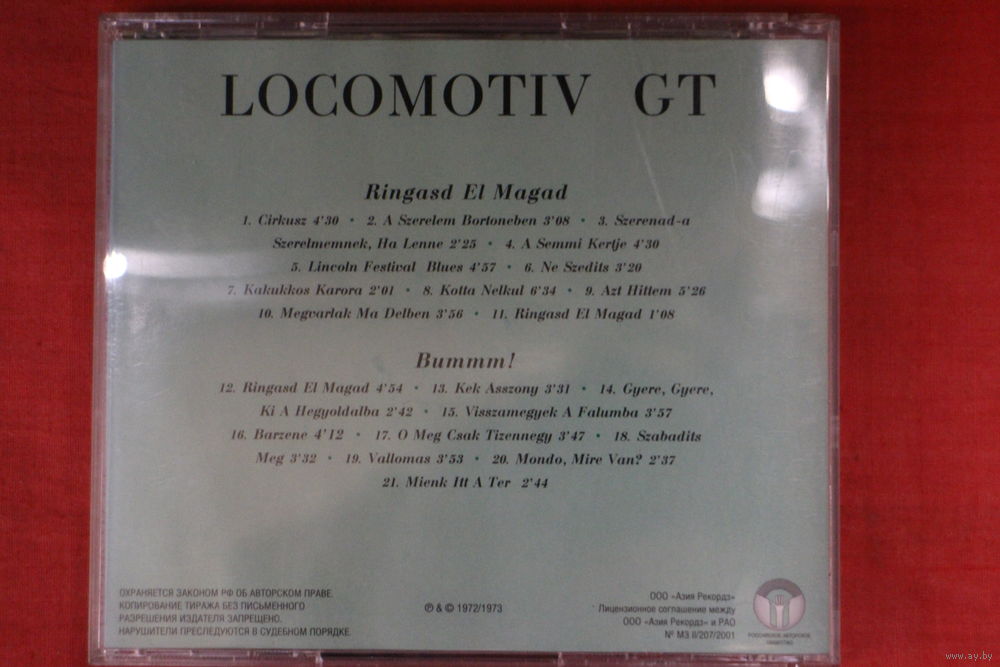 LOCOMOTIV GT
Ringasd El Magad
1. Cirkusz 4'30 • 2. A Szerelem Bortoneben 3'08 • 3. Szerenad-a
Szerelmemnek, Ha Lenne 2'25 • 4. A Semmi Kertje 4'30
5. Lincoln Festival Blues 4'57 • 6. Ne Szedits 3'20
7. Kakukkos Karora 2'01 • 8. Kotta Nelkul 6'34 • 9. Azt Hittem 5'26
10. Megvarlak Ma Delben 3'56 • 11. Ringasd El Magad 1'08
Bummm!
12. Ringasd El Magad 4'54 • 13. Kek Asszony 3'31 • 14. Gyere, Gyere,
Ki A Hegyoldalba 2'42 • 15. Visszamegyek A Falumba 3'57
16. Barzene 4'12 • 17. O Meg Csak Tizennegy 3'47 • 18. Szabadits
Meg 3'32 • 19. Vallomas 3'53 • 20. Mondo, Mire Van? 2'37
21. Mienk Itt A Ter 2'44
ОХРАНЯЕТСЯ ЗАКОНОМ РФ ОБ АВТОРСКОМ ПРАВЕ.
КОПИРОВАНИЕ ТИРАЖА БЕЗ ПИСЬМЕННОГО
РАЗРЕШЕНИЯ ИЗДАТЕЛЯ ЗАПРЕЩЕНО.
НАРУШИТЕЛИ ПРЕСЛЕДУЮТСЯ В СУДЕБНОМ ПОРЯДКЕ.
℗ & © 1972/1973
ООО «Азия Рекордз»
Лицензионное соглашение между
ООО «Азия Рекордз» и РАО
№ МЗ II/207/2001
РОССИЙСКОЕ АВТОРСКОЕ
ОБЩЕСТВО
www.ay.by